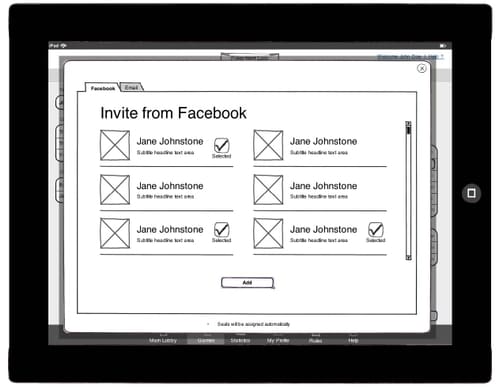 iPad
Welcome John Doe
Facebook
Email
Invite from Facebook
Jane Johnstone
Subtitle headline text area
Selected
Jane Johnstone
Subtitle headline text area
Jane Johnstone
Subtitle headline text area
Jane Johnstone
Subtitle headline text area
Jane Johnstone
Subtitle headline text area
Selected
Jane Johnstone
Subtitle headline text area
Selected
Add
Seats will be assigned automatically
Main Lobby Games Statistics My Profile Rules Help